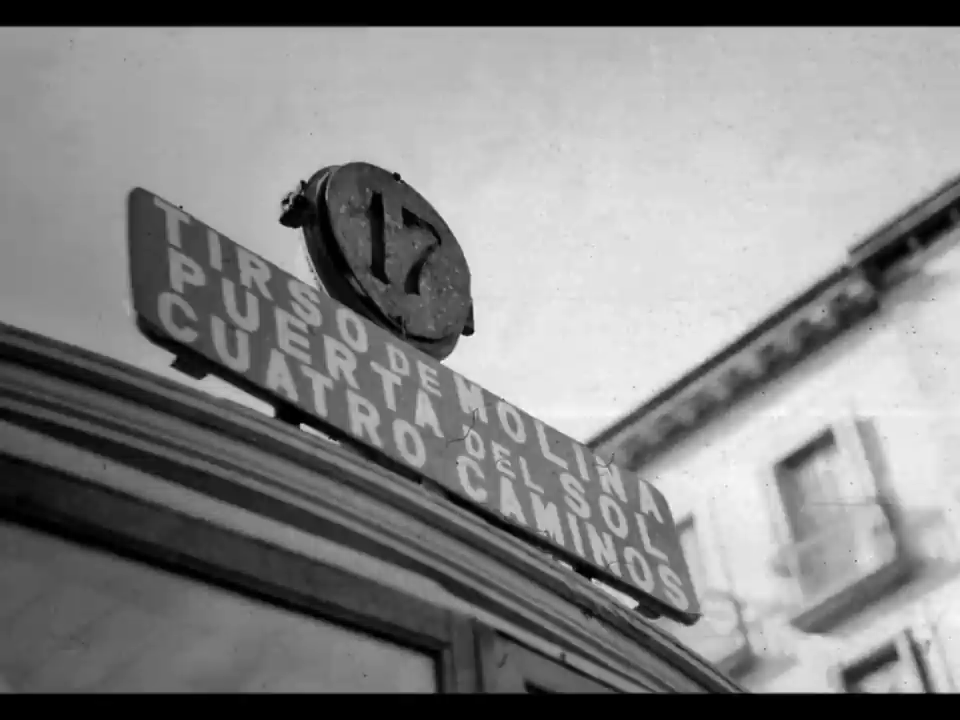 17
TIRSO DE MOLINA
PUERTA DEL SOL
CUATRO CAMINOS